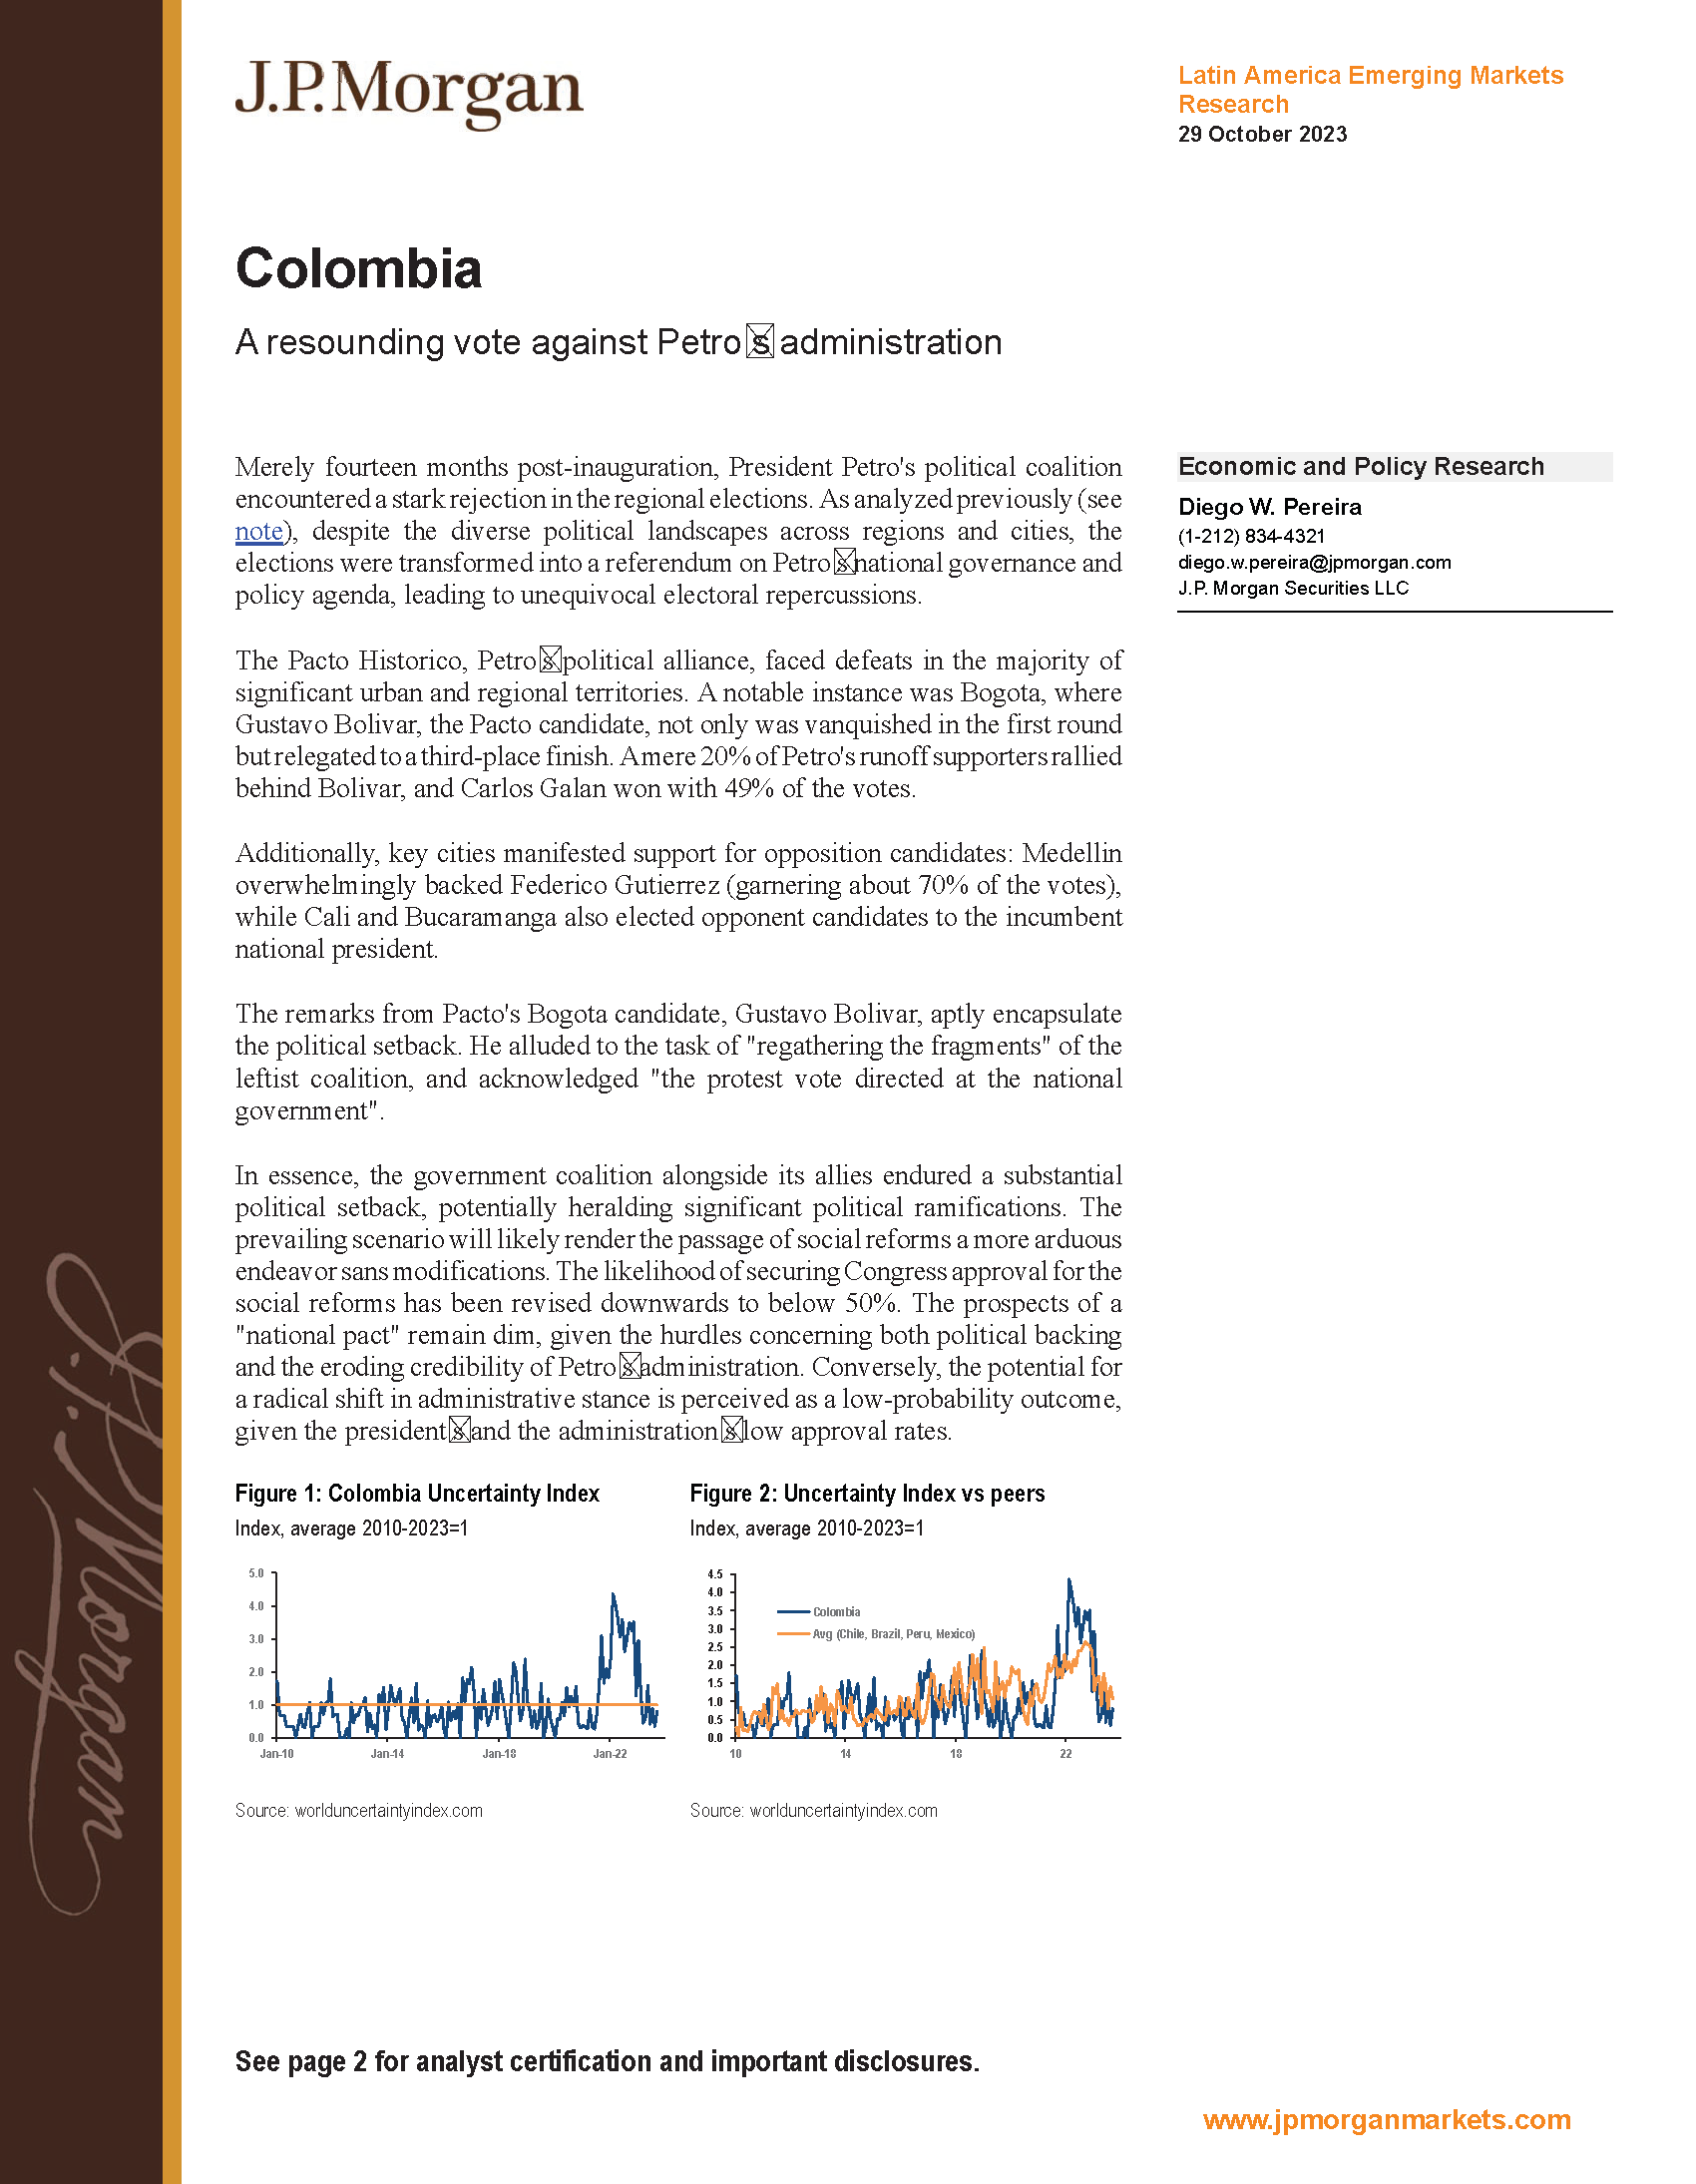 J.P.Morgan
Latin America Emerging Markets
Research
29 October 2023
Colombia
A resounding vote against Petro s administration
Merely fourteen months post-inauguration, President Petro's political coalition
encountered a stark rejection in the regional elections. As analyzed previously (see
note), despite the diverse political landscapes across regions and cities, the
elections were transformed into a referendum on Petro s national governance and
policy agenda, leading to unequivocal electoral repercussions.
The Pacto Historico, Petro s political alliance, faced defeats in the majority of
significant urban and regional territories. A notable instance was Bogota, where
Gustavo Bolivar, the Pacto candidate, not only was vanquished in the first round
but relegated to a third-place finish. A mere 20% of Petro's runoff supporters rallied
behind Bolivar, and Carlos Galan won with 49% of the votes.
Additionally, key cities manifested support for opposition candidates: Medellin
overwhelmingly backed Federico Gutierrez (garnering about 70% of the votes),
while Cali and Bucaramanga also elected opponent candidates to the incumbent
national president.
The remarks from Pacto's Bogota candidate, Gustavo Bolivar, aptly encapsulate
the political setback. He alluded to the task of "regathering the fragments" of the
leftist coalition, and acknowledged "the protest vote directed at the national
government".
In essence, the government coalition alongside its allies endured a substantial
political setback, potentially heralding significant political ramifications. The
prevailing scenario will likely render the passage of social reforms a more arduous
endeavor sans modifications. The likelihood of securing Congress approval for the
social reforms has been revised downwards to below 50%. The prospects of a
"national pact" remain dim, given the hurdles concerning both political backing
and the eroding credibility of Petro s administration. Conversely, the potential for
a radical shift in administrative stance is perceived as a low-probability outcome,
given the president s and the administration s low approval rates.
Economic and Policy Research
Diego W. Pereira
(1-212) 834-4321
diego.w.pereira@jpmorgan.com
J.P. Morgan Securities LLC
Figure 1: Colombia Uncertainty Index
Index, average 2010-2023=1
5.0
4.0
3.0
2.0
1.0
0.0
Jan-10 Jan-14 Jan-18 Jan-22
Source: worlduncertaintyindex.com
Figure 2: Uncertainty Index vs peers
Index, average 2010-2023=1
4.5
4.0
3.5
3.0
2.5
2.0
1.5
1.0
0.5
0.0
Colombia
Avg (Chile, Brazil, Peru, Mexico)
10 14 18 22
Source: worlduncertaintyindex.com
J.P.Morgan
See page 2 for analyst certification and important disclosures.
www.jpmorganmarkets.com